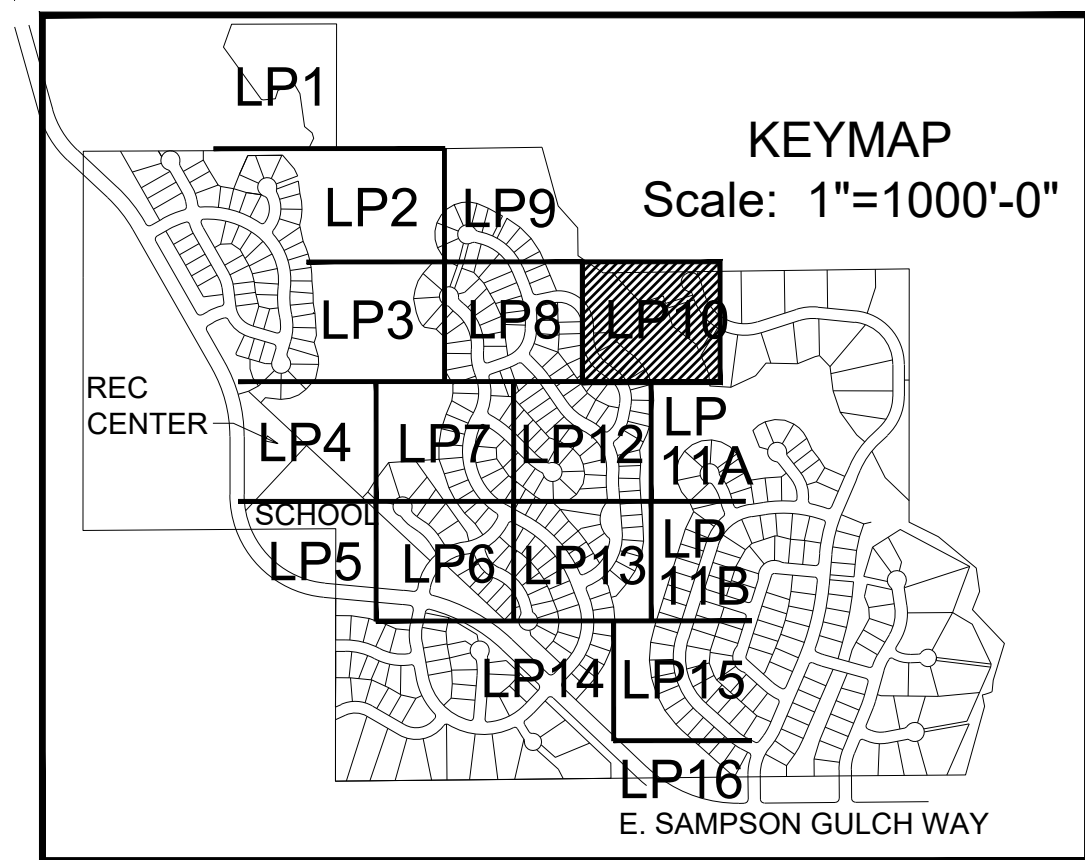 LP1
KEYMAP
Scale: 1"=1000'-0"
LP2
LP9
LP3
LP8
LP10
REC
CENTER
LP4
LP7
LP12
LP
11A
SCHOOL
LP5
LP6
LP13
LP
11B
LP14
LP15
LP16
E. SAMPSON GULCH WAY